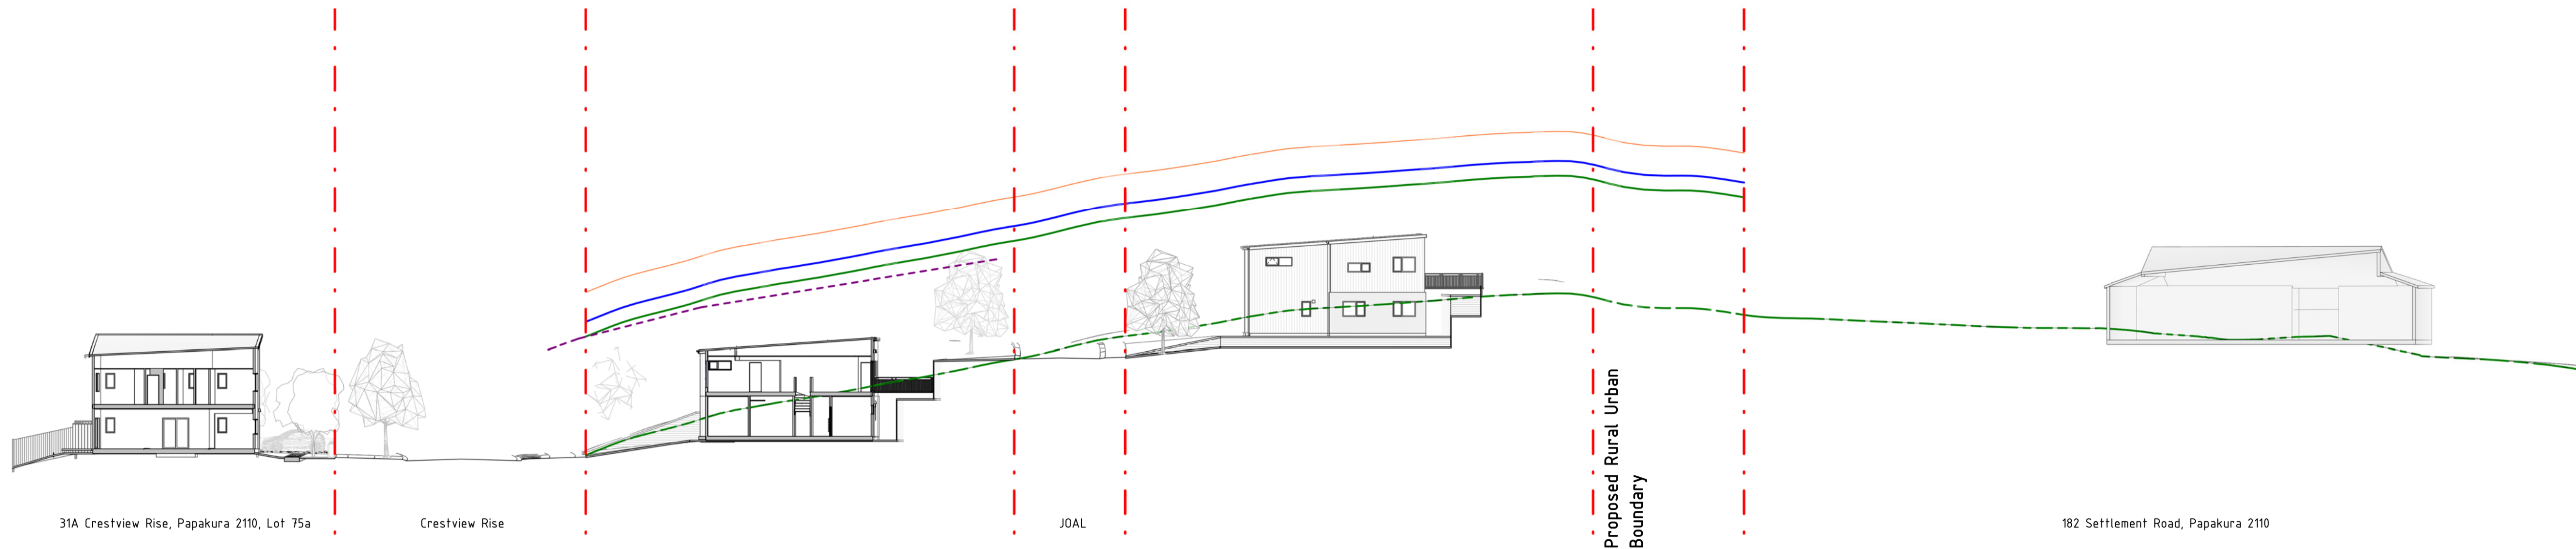 31A Crestview Rise, Papakura 2110, Lot 75a
Crestview Rise
JOAL
Proposed Rural Urban
Boundary
182 Settlement Road, Papakura 2110